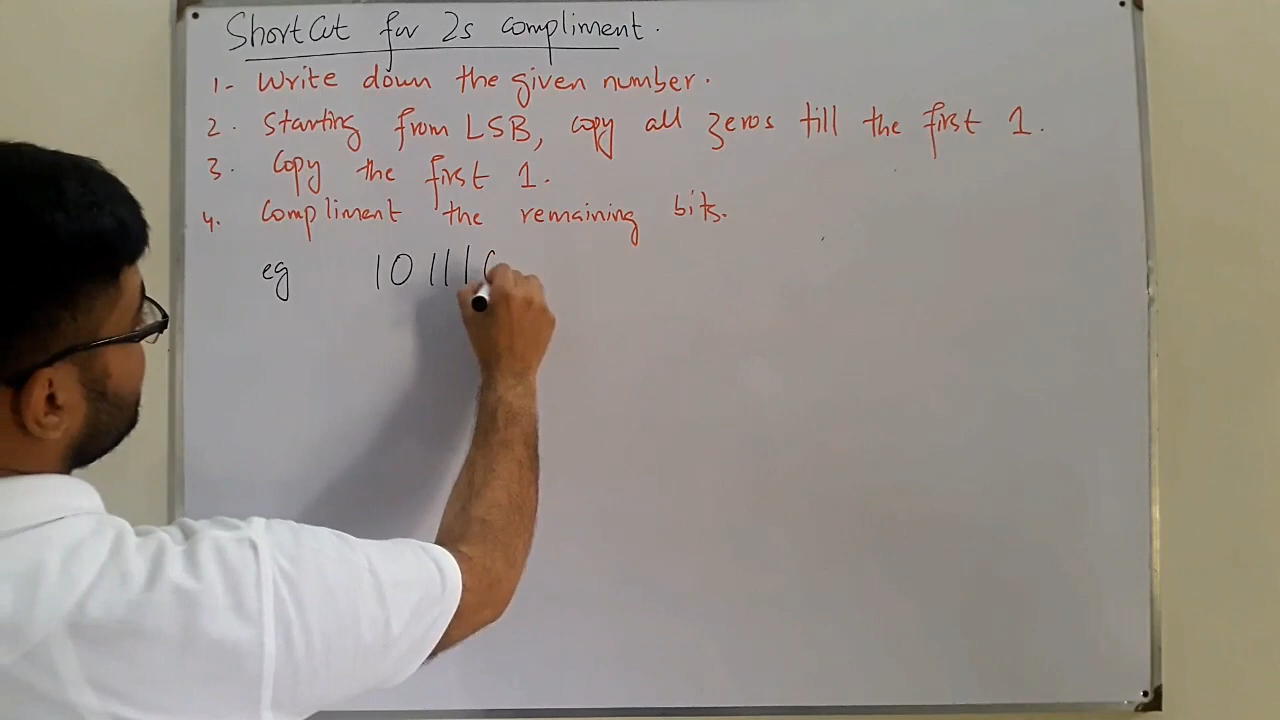 ShortCut for 2s compliment.
1- Write down the given number.
2. Starting from LSB, copy all zeros till the first 1.
3. Copy the first 1.
4. Compliment the remaining bits.
eg 101110